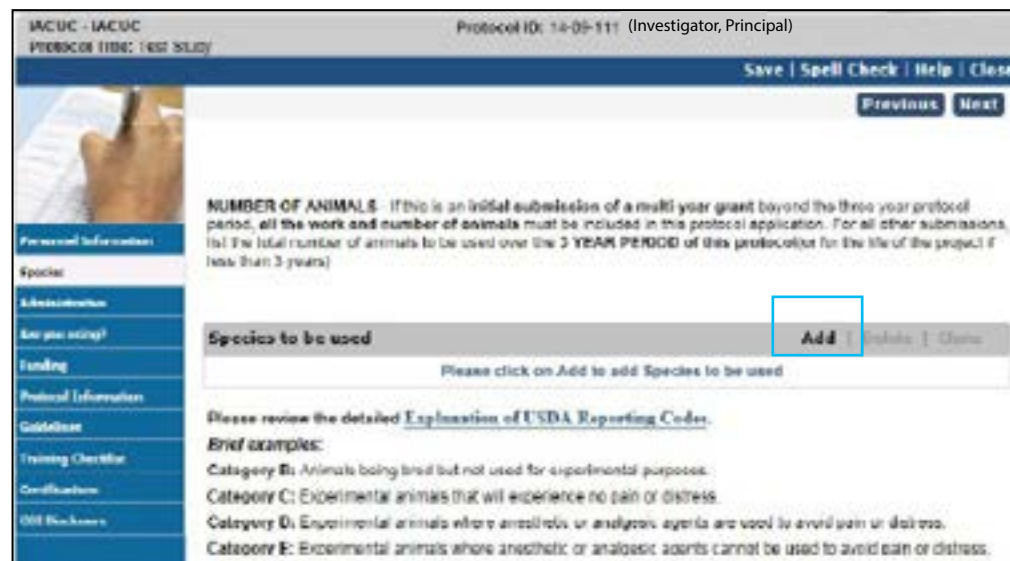 IACUC - IACUC
Protocol ID: 14-09-111 (Investigator, Principal)
Protocol Title: Test Study
Save | Spell Check | Help | Close
Previous Next
NUMBER OF ANIMALS - If this is an initial submission of a multi year grant beyond the three year protocol
period, all the work and number of animals must be included in this protocol application. For all other submissions,
list the total number of animals to be used over the 3 YEAR PERIOD of this protocol(or for the life of the project if
less than 3 years)
Personnel Information
Species
Administration
Are you using?
Funding
Protocol Information
Guidelines
Training Checklist
Certifications
Disclosure
Species to be used
Add | Delete | Clone
Please click on Add to add Species to be used
Please review the detailed Explanation of USDA Reporting Codes.
Brief examples:
Category B: Animals being bred but not used for experimental purposes.
Category C: Experimental animals that will experience no pain or distress.
Category D: Experimental animals where anesthetic or analgesic agents are used to avoid pain or distress.
Category E: Experimental animals where anesthetic or analgesic agents cannot be used to avoid pain or distress.